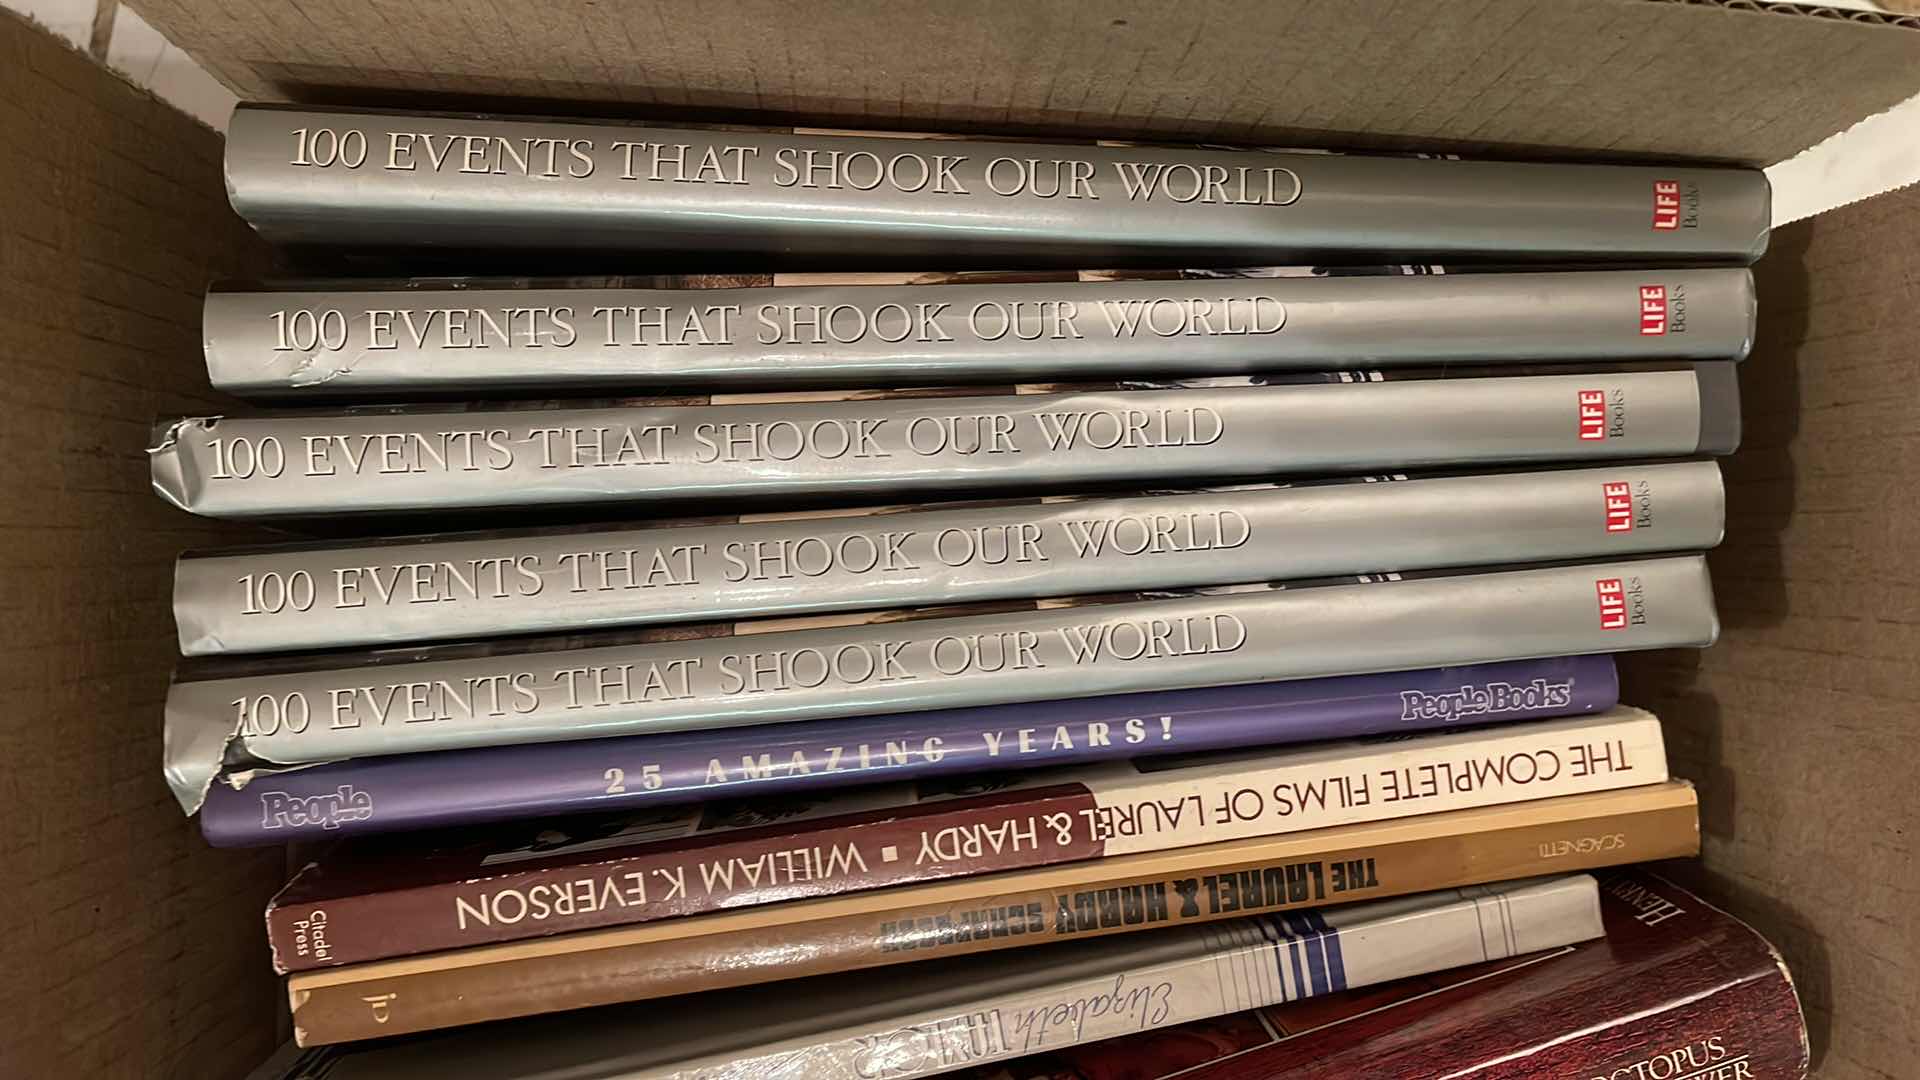 100 EVENTS THAT SHOOK OUR WORLD LIFE Books
100 EVENTS THAT SHOOK OUR WORLD LIFE Books
100 EVENTS THAT SHOOK OUR WORLD LIFE Books
100 EVENTS THAT SHOOK OUR WORLD LIFE Books
100 EVENTS THAT SHOOK OUR WORLD LIFE Books
People 25 AMAZING YEARS! People Books
THE COMPLETE FILMS OF LAUREL & HARDY ▪ WILLIAM K. EVERSON
Citadel
Press
SCAGNETTI THE LAUREL & HARDY SCRAPBOOK JD
Elizabeth TAYLOR